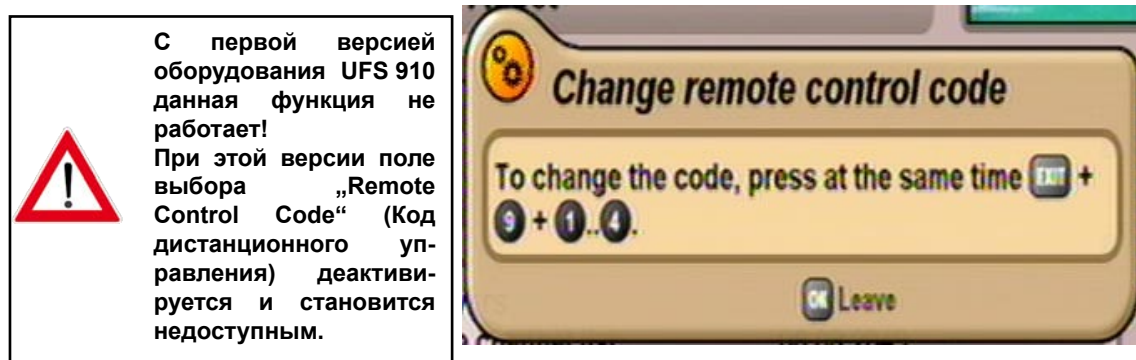 С первой версией
оборудования UFS 910
данная функция не
работает!
При этой версии поле
выбора „Remote
Control Code“ (Код
дистанционного уп-
равления) деактиви-
руется и становится
недоступным.
Change remote control code
To change the code, press at the same time EXIT +
9 + 1..4.
OK Leave